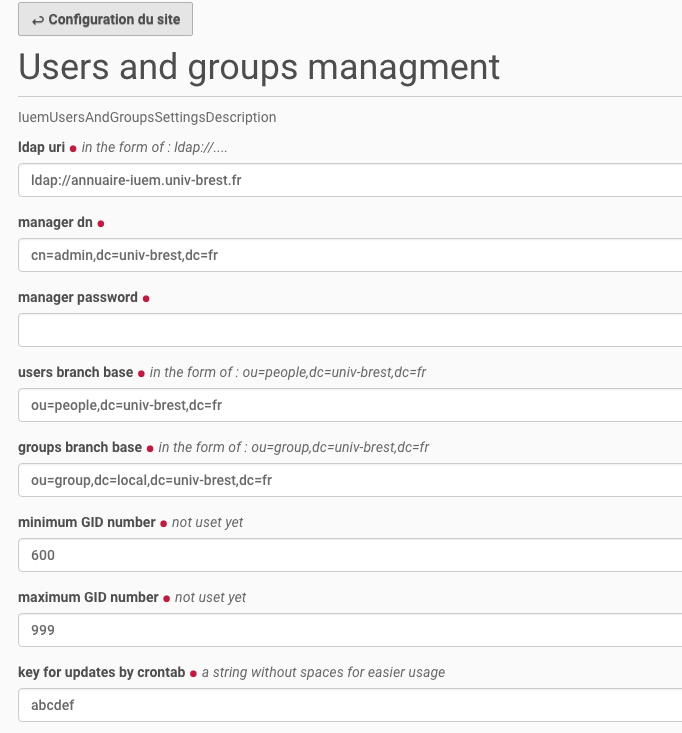 ↩ Configuration du site
Users and groups managment
IuemUsersAndGroupsSettingsDescription
ldap uri ● in the form of : ldap://....
ldap://annuaire-iuem.univ-brest.fr
manager dn ●
cn=admin,dc=univ-brest,dc=fr
manager password ●
users branch base ● in the form of : ou=people,dc=univ-brest,dc=fr
ou=people,dc=univ-brest,dc=fr
groups branch base ● in the form of : ou=group,dc=univ-brest,dc=fr
ou=group,dc=local,dc=univ-brest,dc=fr
minimum GID number ● not uset yet
600
maximum GID number ● not uset yet
999
key for updates by crontab ● a string without spaces for easier usage
abcdef